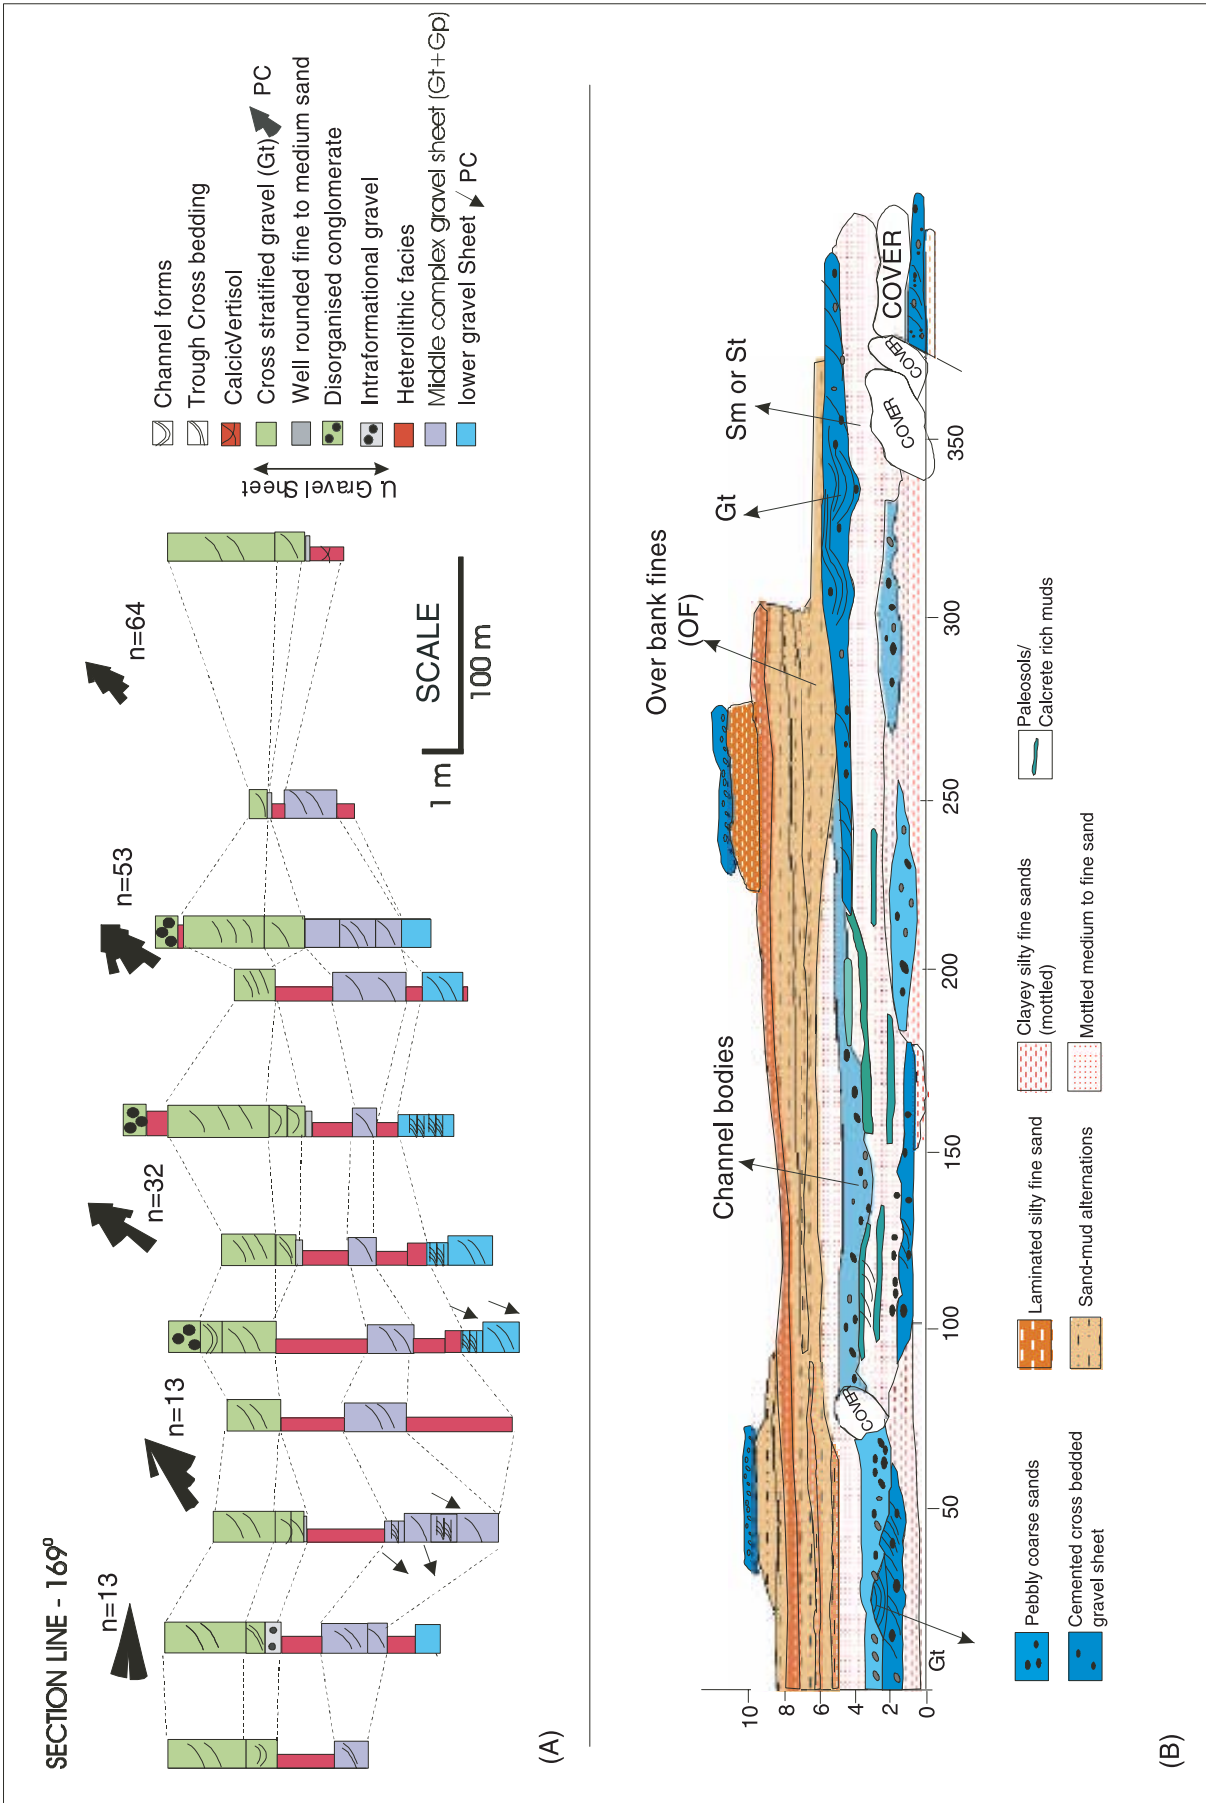 SECTION LINE - 169⁰
n=13
n=13
n=32
n=53
n=64
SCALE
1 m
100 m
U. Gravel Sheet
Channel forms
Trough Cross bedding
CalcicVertisol
Cross stratified gravel (Gt)
PC
Well rounded fine to medium sand
Disorganised conglomerate
Intraformational gravel
Heterolithic facies
Middle complex gravel sheet (Gt+Gp)
lower gravel Sheet
PC
(A)
Channel bodies
Over bank fines
(OF)
Gt
Sm or St
COVER
COVER
COVER
COVER
Gt
10
8
6
4
2
0
50
100
150
200
250
300
350
Pebbly coarse sands
Cemented cross bedded
gravel sheet
Laminated silty fine sand
Sand-mud alternations
Clayey silty fine sands
(mottled)
Mottled medium to fine sand
Paleosols/
Calcrete rich muds
(B)